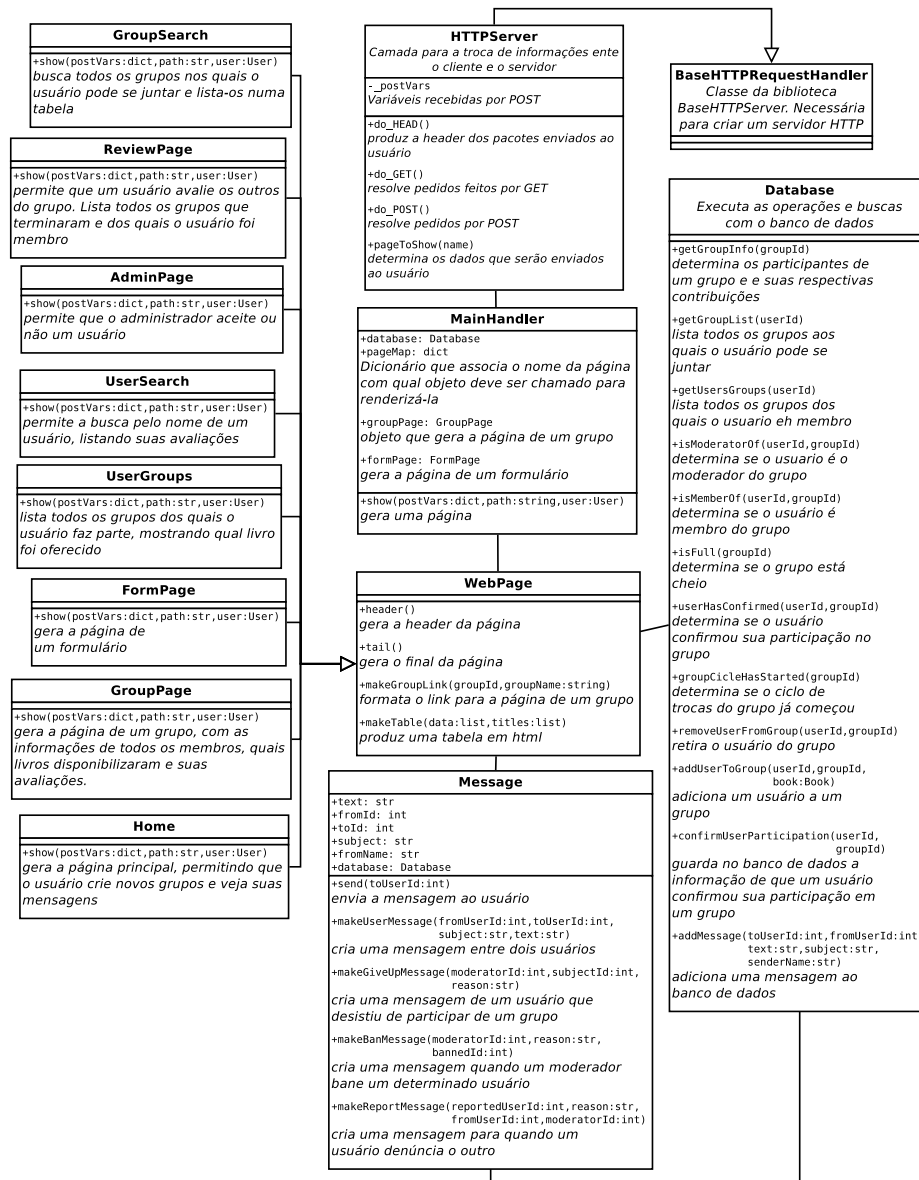 GroupSearch
+show(postVars:dict,path:str,user:User)
busca todos os grupos nos quais o
usuário pode se juntar e lista-os numa
tabela
ReviewPage
+show(postVars:dict,path:str,user:User)
permite que um usuário avalie os outros
do grupo. Lista todos os grupos que
terminaram e dos quais o usuário foi
membro
AdminPage
+show(postVars:dict,path:str,user:User)
permite que o administrador aceite ou
não um usuário
UserSearch
+show(postVars:dict,path:str,user:User)
permite a busca pelo nome de um
usuário, listando suas avaliações
UserGroups
+show(postVars:dict,path:str,user:User)
lista todos os grupos dos quais o
usuário faz parte, mostrando qual livro
foi oferecido
FormPage
+show(postVars:dict,path:str,user:User)
gera a página de
um formulário
GroupPage
+show(postVars:dict,path:str,user:User)
gera a página de um grupo, com as
informações de todos os membros, quais
livros disponibilizaram e suas
avaliações.
Home
+show(postVars:dict,path:str,user:User)
gera a página principal, permitindo que
o usuário crie novos grupos e veja suas
mensagens
HTTPServer
Camada para a troca de informações ente
o cliente e o servidor
-_postVars
Variáveis recebidas por POST
+do_HEAD()
produz a header dos pacotes enviados ao
usuário
+do_GET()
resolve pedidos feitos por GET
+do_POST()
resolve pedidos por POST
+pageToShow(name)
determina os dados que serão enviados
ao usuário
MainHandler
+database: Database
+pageMap: dict
Dicionário que associa o nome da página
com qual objeto deve ser chamado para
renderizá-la
+groupPage: GroupPage
objeto que gera a página de um grupo
+formPage: FormPage
gera a página de um formulário
+show(postVars:dict,path:string,user:User)
gera uma página
WebPage
+header()
gera a header da página
+tail()
gera o final da página
+makeGroupLink(groupId,groupName:string)
formata o link para a página de um grupo
+makeTable(data:list,titles:list)
produz uma tabela em html
Message
+text: str
+fromId: int
+toId: int
+subject: str
+fromName: str
+database: Database
+send(toUserId:int)
envia a mensagem ao usuário
+makeUserMessage(fromUserId:int,toUserId:int,
subject:str,text:str)
cria uma mensagem entre dois usuários
+makeGiveUpMessage(moderatorId:int,subjectId:int,
reason:str)
cria uma mensagem de um usuário que
desistiu de participar de um grupo
+makeBanMessage(moderatorId:int,reason:str,
bannedId:int)
cria uma mensagem quando um moderador
bane um determinado usuário
+makeReportMessage(reportedUserId:int,reason:str,
fromUserId:int,moderatorId:int)
cria uma mensagem para quando um
usuário denúncia o outro
BaseHTTPRequestHandler
Classe da biblioteca
BaseHTTPServer. Necessária
para criar um servidor HTTP
Database
Executa as operações e buscas
com o banco de dados
+getGroupInfo(groupId)
determina os participantes de
um grupo e e suas respectivas
contribuições
+getGroupList(userId)
lista todos os grupos aos
quais o usuário pode se
juntar
+getUsersGroups(userId)
lista todos os grupos dos
quais o usuario eh membro
+isModeratorOf(userId,groupId)
determina se o usuario é o
moderador do grupo
+isMemberOf(userId,groupId)
determina se o usuário é
membro do grupo
+isFull(groupId)
determina se o grupo está
cheio
+userHasConfirmed(userId,groupId)
determina se o usuário
confirmou sua participação no
grupo
+groupCicleHasStarted(groupId)
determina se o ciclo de
trocas do grupo já começou
+removeUserFromGroup(userId,groupId)
retira o usuário do grupo
+addUserToGroup(userId,groupId,
book:Book)
adiciona um usuário a um
grupo
+confirmUserParticipation(userId,
groupId)
guarda no banco de dados a
informação de que um usuário
confirmou sua participação em
um grupo
+addMessage(toUserId:int,fromUserId:int
text:str,subject:str,
senderName:str)
adiciona uma mensagem ao
banco de dados